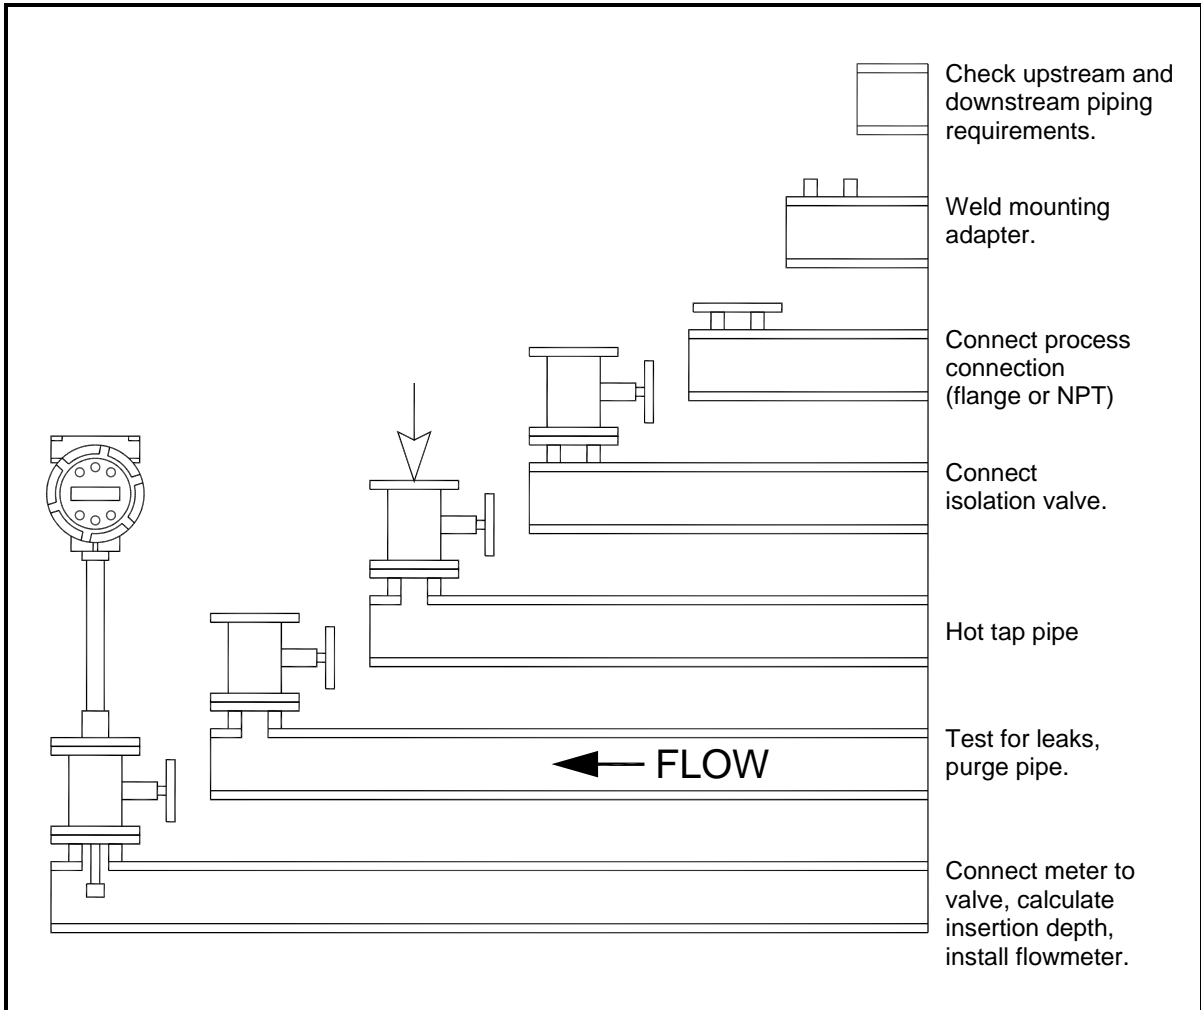 Check upstream and
downstream piping
requirements.
Weld mounting
adapter.
Connect process
connection
(flange or NPT)
Connect
isolation valve.
Hot tap pipe
Test for leaks,
purge pipe.
FLOW
Connect meter to
valve, calculate
insertion depth,
install flowmeter.